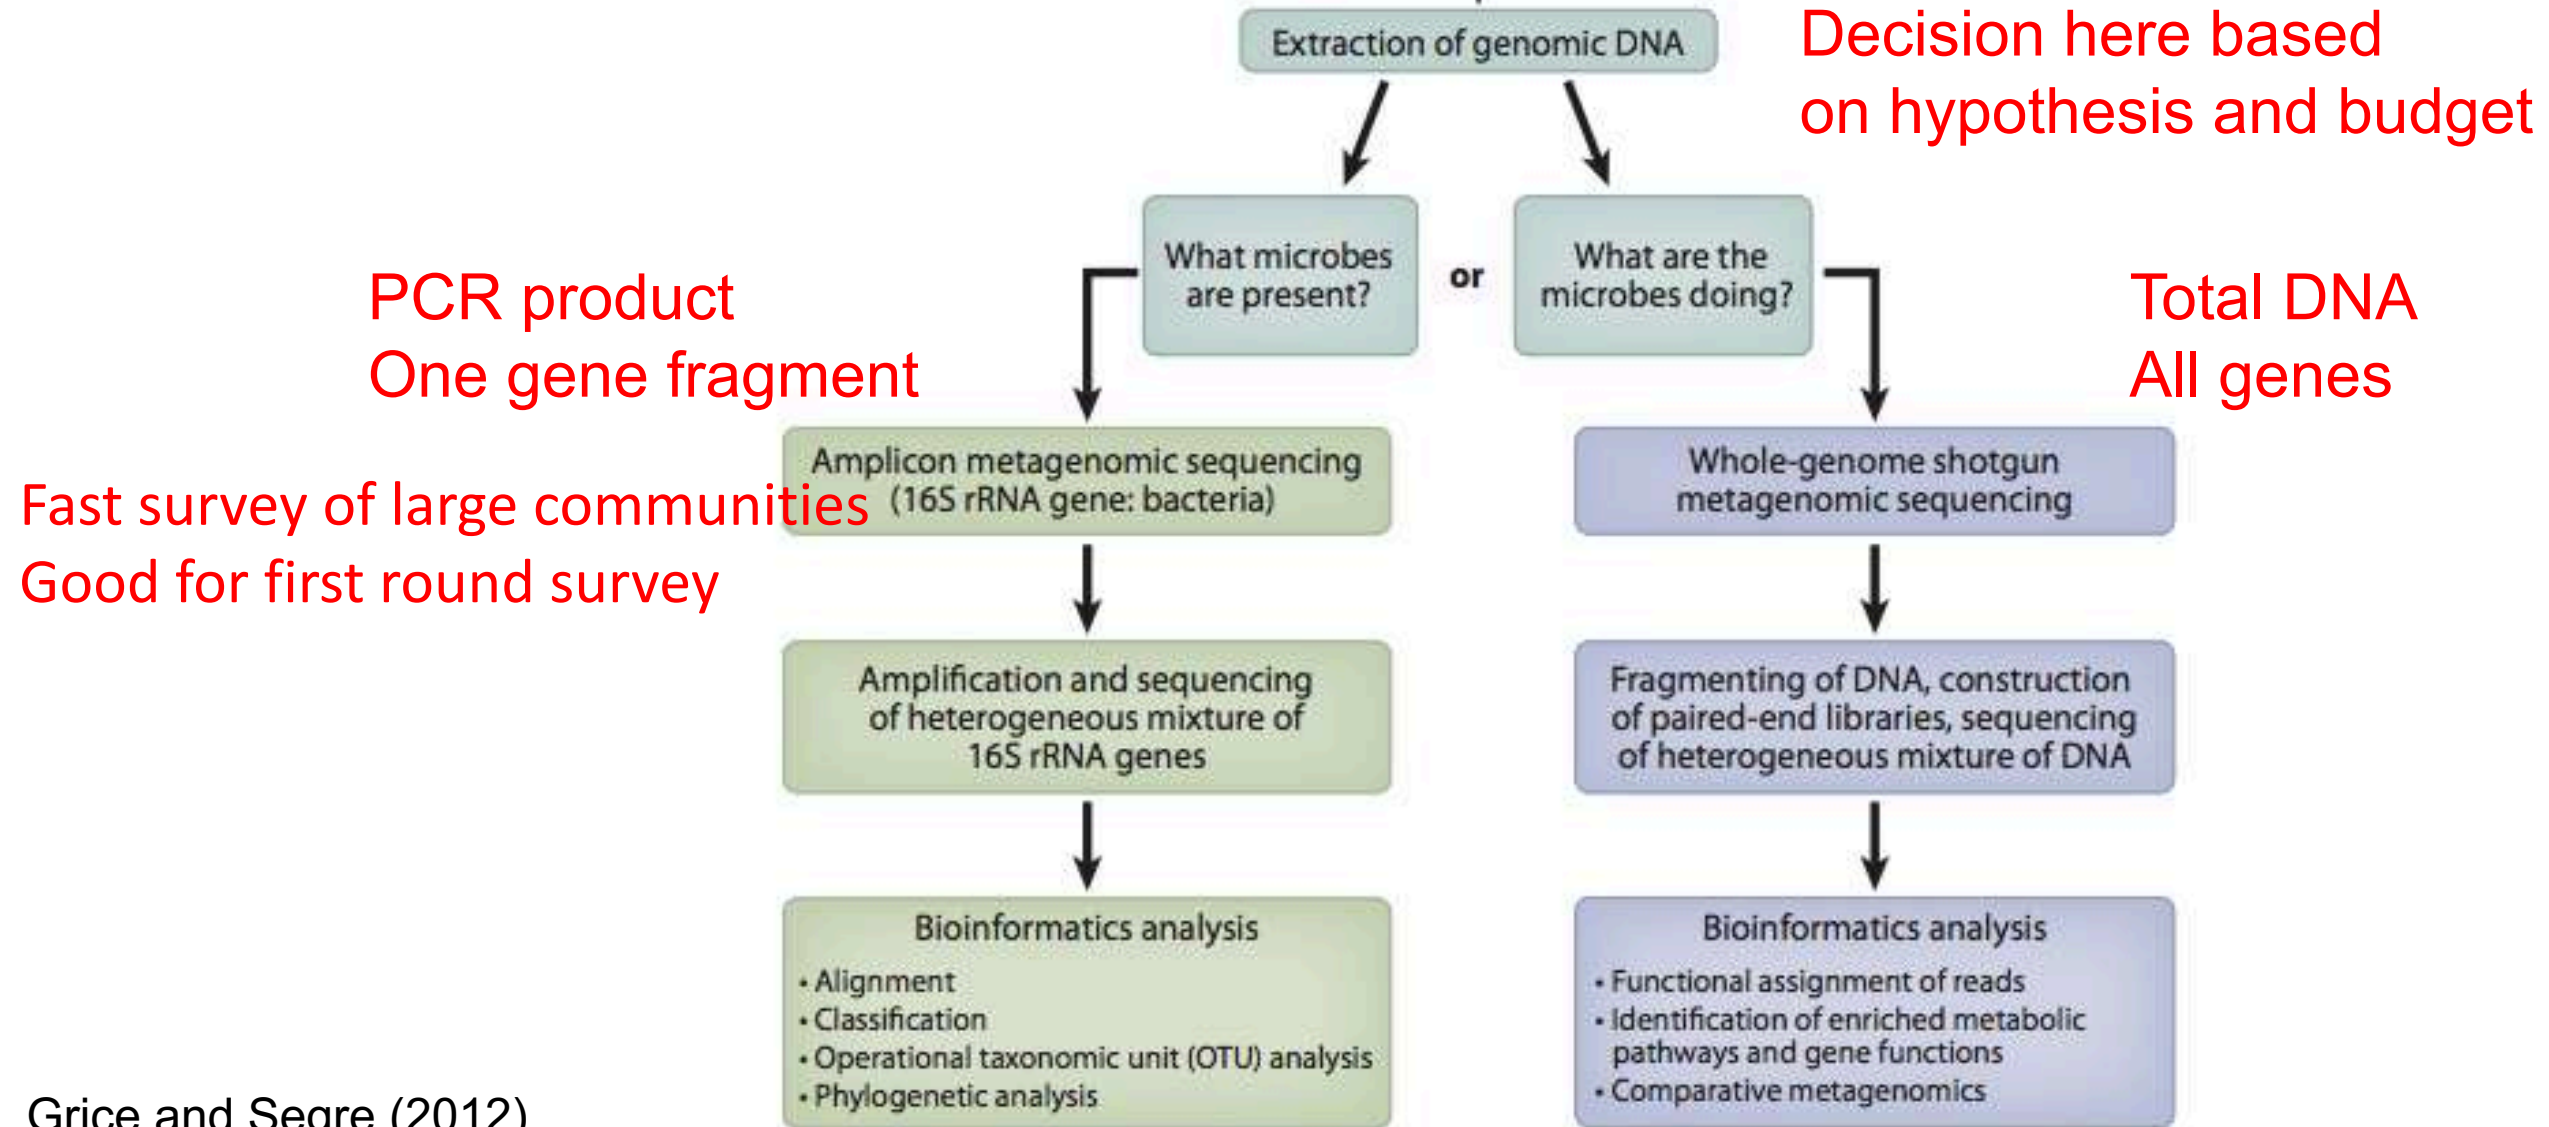 Extraction of genomic DNA
Decision here based
on hypothesis and budget
What microbes
are present?
or
What are the
microbes doing?
PCR product
One gene fragment
Total DNA
All genes
Fast survey of large communities
Good for first round survey
Amplicon metagenomic sequencing
(16S rRNA gene: bacteria)
Whole-genome shotgun
metagenomic sequencing
Amplification and sequencing
of heterogeneous mixture of
16S rRNA genes
Fragmenting of DNA, construction
of paired-end libraries, sequencing
of heterogeneous mixture of DNA
Bioinformatics analysis
• Alignment
• Classification
• Operational taxonomic unit (OTU) analysis
• Phylogenetic analysis
Bioinformatics analysis
• Functional assignment of reads
• Identification of enriched metabolic
pathways and gene functions
• Comparative metagenomics
Grice and Segre (2012)